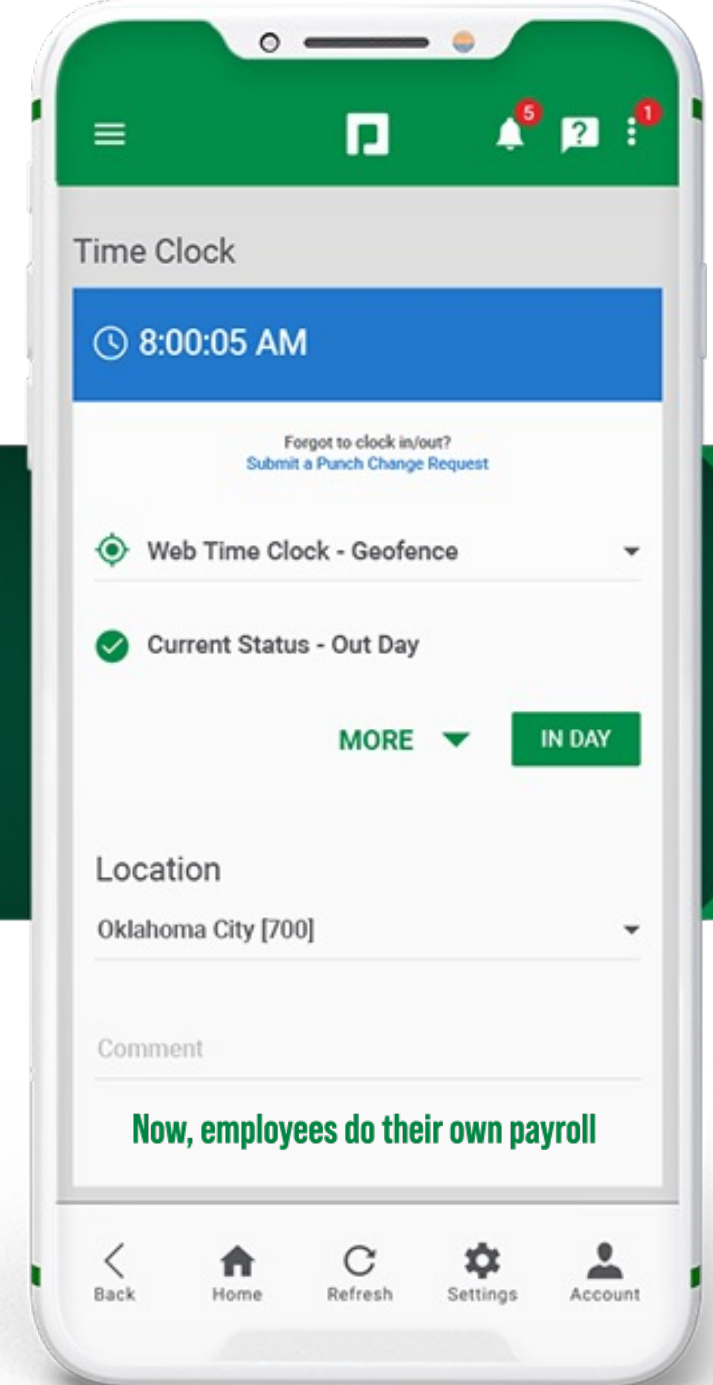 5
?
1
Time Clock
8:00:05 AM
Forgot to clock in/out?
Submit a Punch Change Request
Web Time Clock - Geofence
Current Status - Out Day
MORE
IN DAY
Location
Oklahoma City [700]
Comment
Now, employees do their own payroll
Back Home Refresh Settings Account